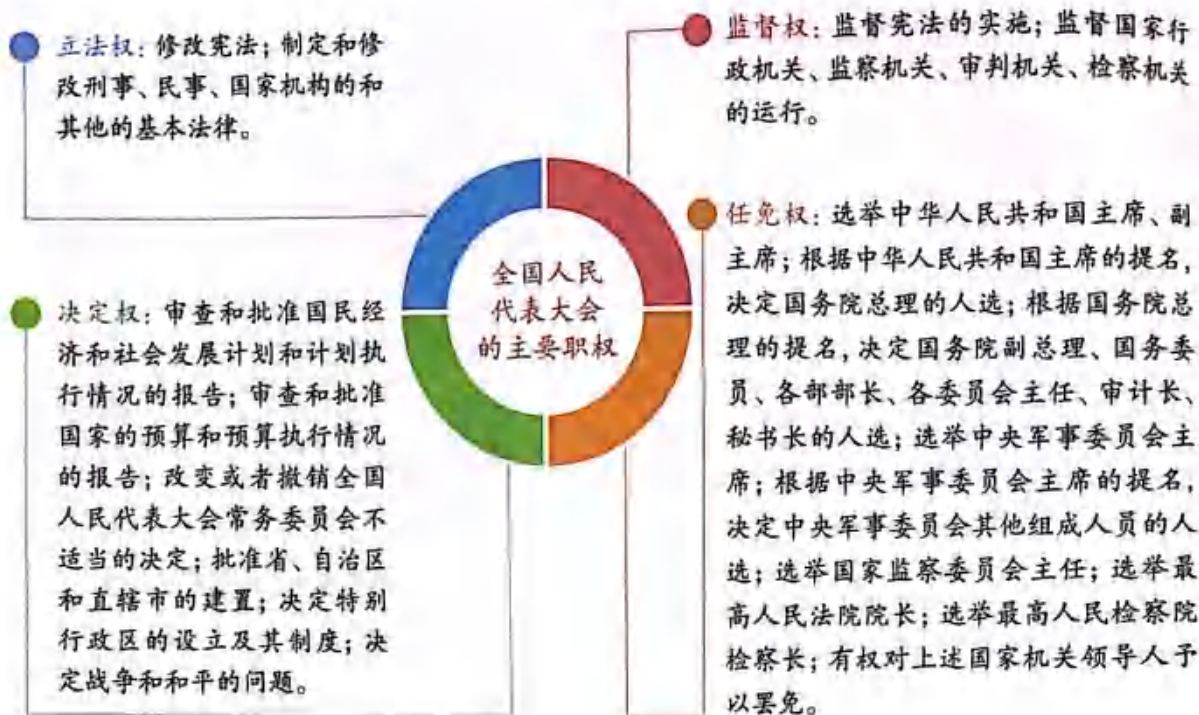 立法权：修改宪法；制定和修
改刑事、民事、国家机构的和
其他的基本法律。
监督权：监督宪法的实施；监督国家行
政机关、监察机关、审判机关、检察机关
的运行。
全国人民
代表大会
的主要职权
决定权：审查和批准国民经
济和社会发展计划和计划执
行情况的报告；审查和批准
国家的预算和预算执行情况
的报告；改变或者撤销全国
人民代表大会常务委员会不
适当的决定；批准省、自治区
和直辖市的建置；决定特别
行政区的设立及其制度；决
定战争和和平的问题。
任免权：选举中华人民共和国主席、副
主席；根据中华人民共和国主席的提名，
决定国务院总理的人选；根据国务院总
理的提名，决定国务院副总理、国务委
员、各部部长、各委员会主任、审计长、
秘书长的人选；选举中央军事委员会主
席；根据中央军事委员会主席的提名，
决定中央军事委员会其他组成人员的人
选；选举国家监察委员会主任；选举最
高人民法院院长；选举最高人民检察院
检察长；有权对上述国家机关领导人予
以罢免。